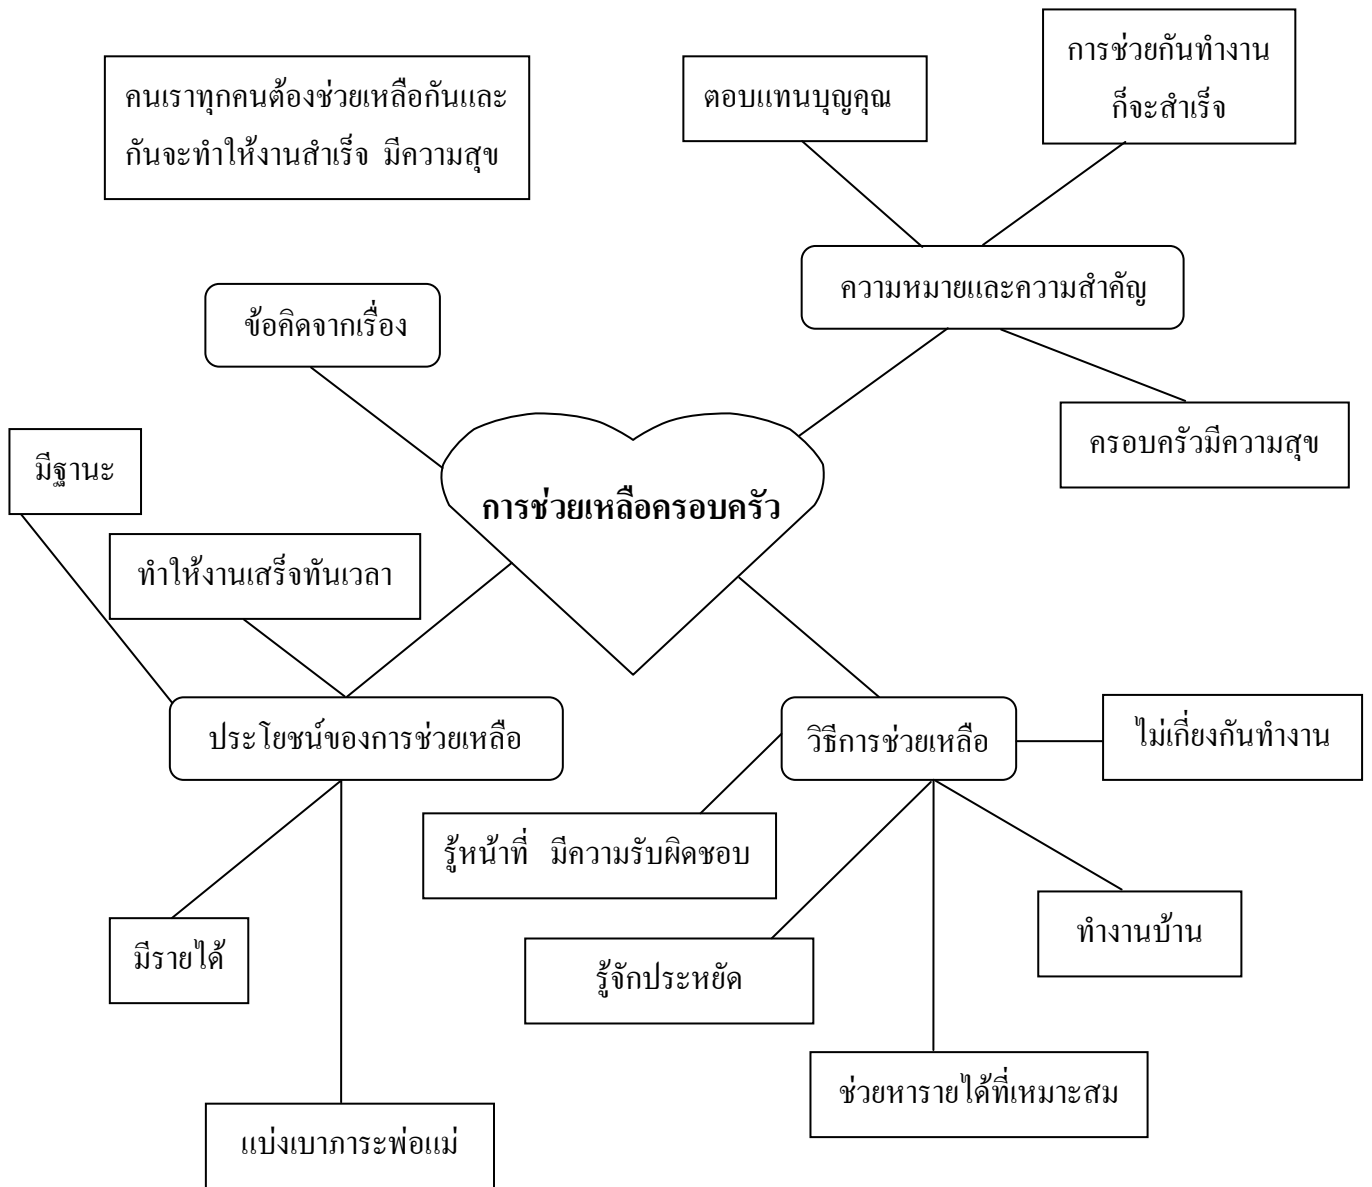 การช่วยกันทำงาน
ก็จะสำเร็จ
คนเราทุกคนต้องช่วยเหลือกันและ
กันจะทำให้งานสำเร็จ มีความสุข
ตอบแทนบุญคุณ
ความหมายและความสำคัญ
ข้อคิดจากเรื่อง
ครอบครัวมีความสุข
มีฐานะ
การช่วยเหลือครอบครัว
ทำให้งานเสร็จทันเวลา
ประโยชน์ของการช่วยเหลือ
วิธีการช่วยเหลือ
ไม่เกี่ยงกันทำงาน
รู้หน้าที่ มีความรับผิดชอบ
ทำงานบ้าน
มีรายได้
รู้จักประหยัด
ช่วยหารายได้ที่เหมาะสม
แบ่งเบาภาระพ่อแม่